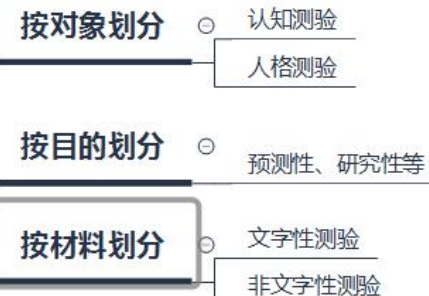 按对象划分
认知测验
人格测验
按目的划分
预测性、研究性等
按材料划分
文字性测验
非文字性测验